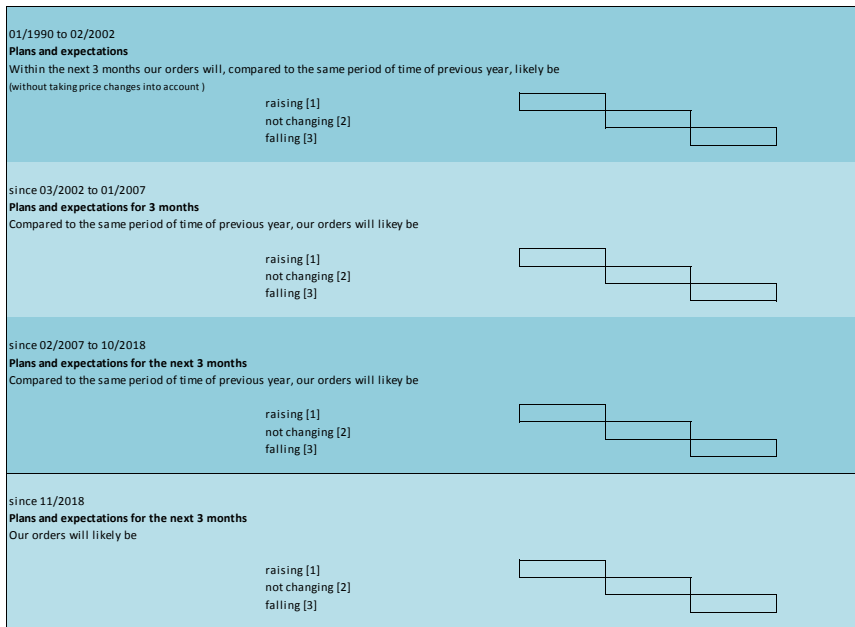 01/1990 to 02/2002
Plans and expectations
Within the next 3 months our orders will, compared to the same period of time of previous year, likely be
(without taking price changes into account )
raising [1]
not changing [2]
falling [3]
since 03/2002 to 01/2007
Plans and expectations for 3 months
Compared to the same period of time of previous year, our orders will likey be
raising [1]
not changing [2]
falling [3]
since 02/2007 to 10/2018
Plans and expectations for the next 3 months
Compared to the same period of time of previous year, our orders will likey be
raising [1]
not changing [2]
falling [3]
since 11/2018
Plans and expectations for the next 3 months
Our orders will likely be
raising [1]
not changing [2]
falling [3]